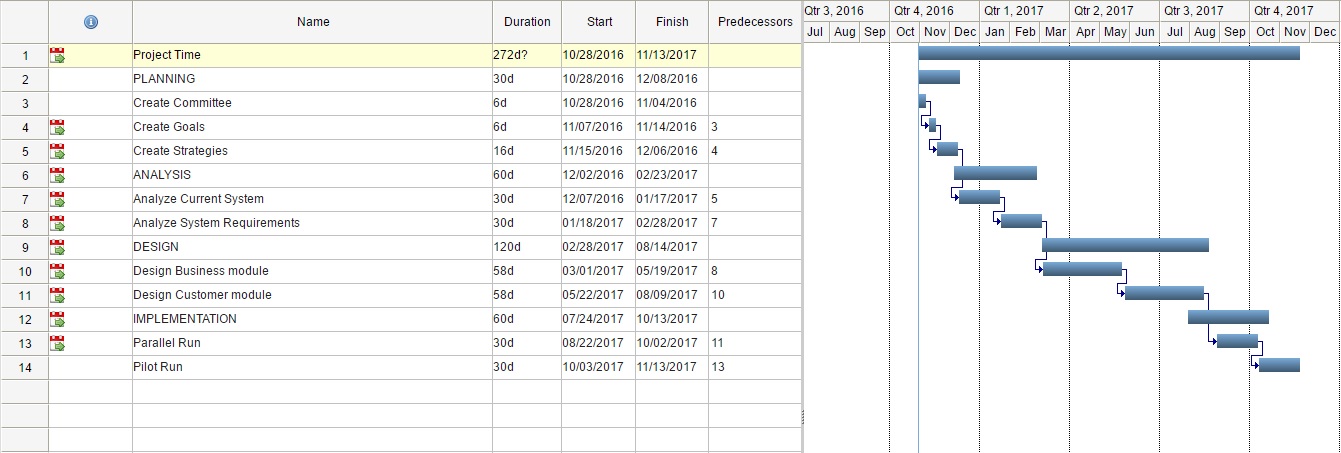 Name Duration Start Finish Predecessors Qtr 3, 2016 Qtr 4, 2016 Qtr 1, 2017 Qtr 2, 2017 Qtr 3, 2017 Qtr 4, 2017
Jul Aug Sep Oct Nov Dec Jan Feb Mar Apr May Jun Jul Aug Sep Oct Nov Dec
1 Project Time 272d? 10/28/2016 11/13/2017
2 PLANNING 30d 10/28/2016 12/08/2016
3 Create Committee 6d 10/28/2016 11/04/2016
4 Create Goals 6d 11/07/2016 11/14/2016 3
5 Create Strategies 16d 11/15/2016 12/06/2016 4
6 ANALYSIS 60d 12/02/2016 02/23/2017
7 Analyze Current System 30d 12/07/2016 01/17/2017 5
8 Analyze System Requirements 30d 01/18/2017 02/28/2017 7
9 DESIGN 120d 02/28/2017 08/14/2017
10 Design Business module 58d 03/01/2017 05/19/2017 8
11 Design Customer module 58d 05/22/2017 08/09/2017 10
12 IMPLEMENTATION 60d 07/24/2017 10/13/2017
13 Parallel Run 30d 08/22/2017 10/02/2017 11
14 Pilot Run 30d 10/03/2017 11/13/2017 13